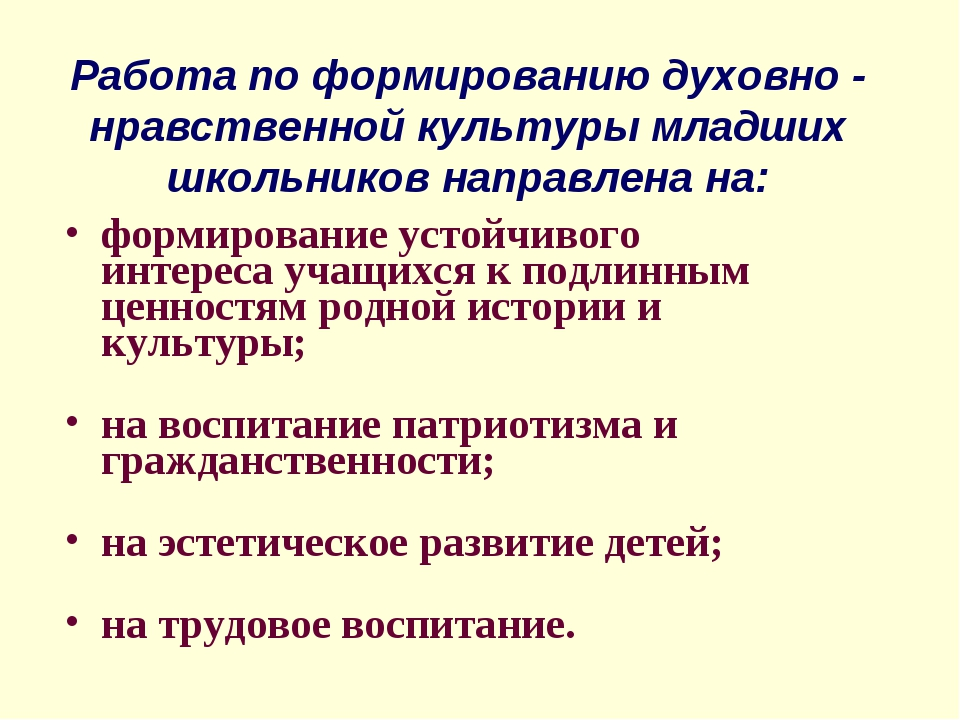 Работа по формированию духовно -
нравственной культуры младших
школьников направлена на:
• формирование устойчивого
интереса учащихся к подлинным
ценностям родной истории и
культуры;
• на воспитание патриотизма и
гражданственности;
• на эстетическое развитие детей;
• на трудовое воспитание.